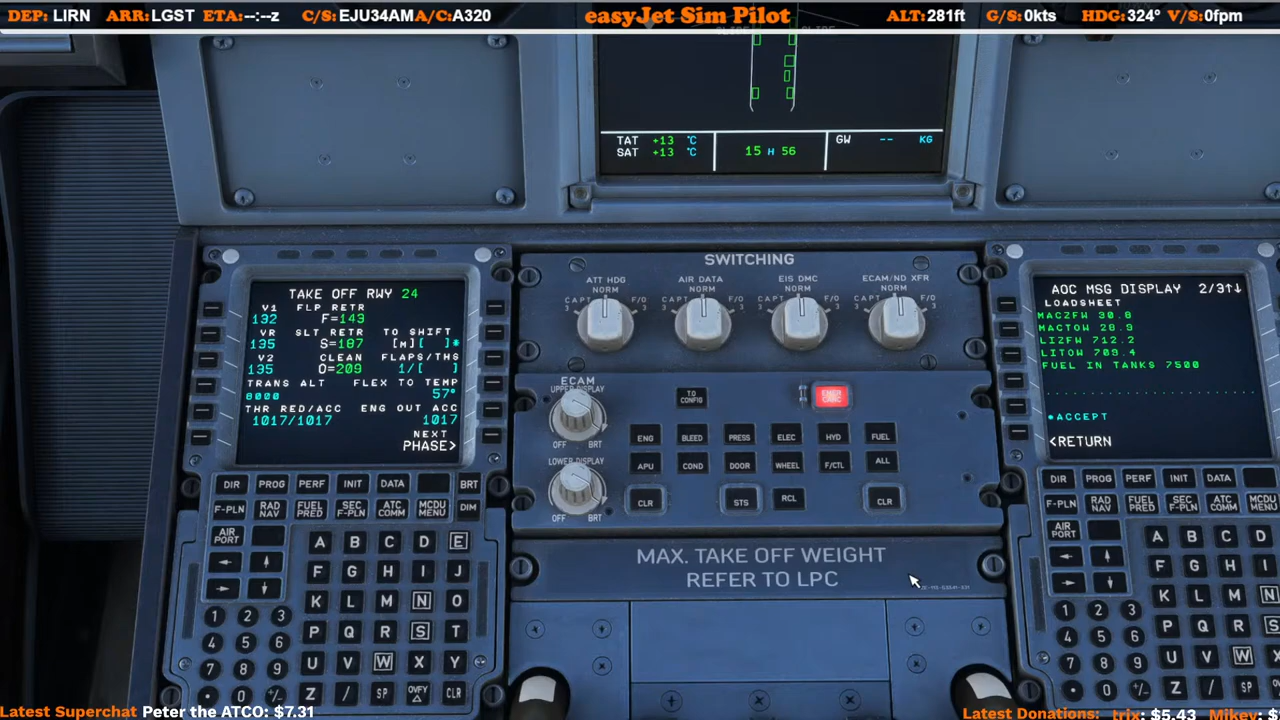 DEP: LIRN ARR: LGST ETA:--:--z C/S: EJU34AM A/C: A320 easyJet Sim Pilot ALT: 281ft G/S: 0kts HDG: 324° V/S: 0fpm
TAT +13 °C
SAT +13 °C
15 H 56
GW -- KG
TAKE OFF RWY 24
V1 FLP RETR
132 F=143
VR SLT RETR TO SHIFT
135 S=187 [M][ ]*
V2 CLEAN FLAPS/THS
135 O=209 1/[ ]
TRANS ALT FLEX TO TEMP
8000 57°
THR RED/ACC ENG OUT ACC
1017/1017 1017
NEXT
PHASE>
SWITCHING
ATT HDG AIR DATA EIS DMC ECAM/ND XFR
NORM NORM NORM NORM
CAPT 3 F/O 3 CAPT 3 F/O 3 CAPT 3 F/O 3 CAPT F/O
ECAM
UPPER DISPLAY
OFF BRT
TO CONFIG
EMER CANC
ENG BLEED PRESS ELEC HYD FUEL
APU COND DOOR WHEEL F/CTL ALL
LOWER DISPLAY
OFF BRT
CLR STS RCL CLR
MAX. TAKE OFF WEIGHT
REFER TO LPC
AOC MSG DISPLAY 2/3↑↓
LOADSHEET
MACZFW 30.8
MACTOW 28.9
LIZFW 712.2
LITOW 709.4
FUEL IN TANKS 7500
*ACCEPT
<RETURN
DIR PROG PERF INIT DATA BRT
F-PLN RAD NAV FUEL PRED SEC F-PLN ATC COMM MCDU MENU DIM
AIR PORT
← ↑
→ ↓
A B C D E
F G H I J
K L M N O
P Q R S T
U V W X Y
Z / SP OVFY CLR
1 2 3
4 5 6
7 8 9
. 0 +/-
DIR PROG PERF INIT DATA
F-PLN RAD NAV FUEL PRED SEC F-PLN ATC COMM MCDU MENU
AIR PORT
← ↑
→ ↓
A B C D
F G H I
K L M N
P Q R S
U V W X
Z / SP
1 2 3
4 5 6
7 8 9
. 0 +/-
Latest Superchat Peter the ATCO: $7.31
Latest Donations: trix: $5.43 Mikey: $